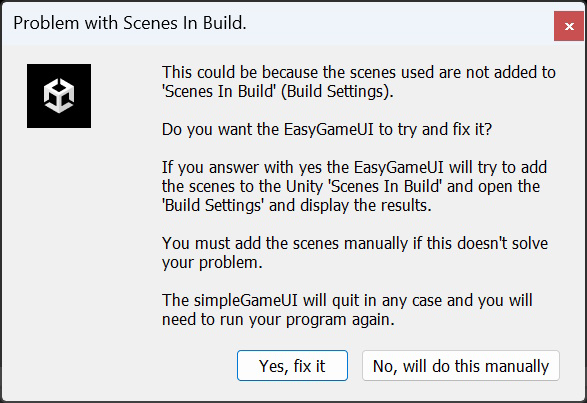 Problem with Scenes In Build.
This could be because the scenes used are not added to
'Scenes In Build' (Build Settings).
Do you want the EasyGameUI to try and fix it?
If you answer with yes the EasyGameUI will try to add
the scenes to the Unity 'Scenes In Build' and open the
'Build Settings' and display the results.
You must add the scenes manually if this doesn't solve
your problem.
The simpleGameUI will quit in any case and you will
need to run your program again.
Yes, fix it
No, will do this manually